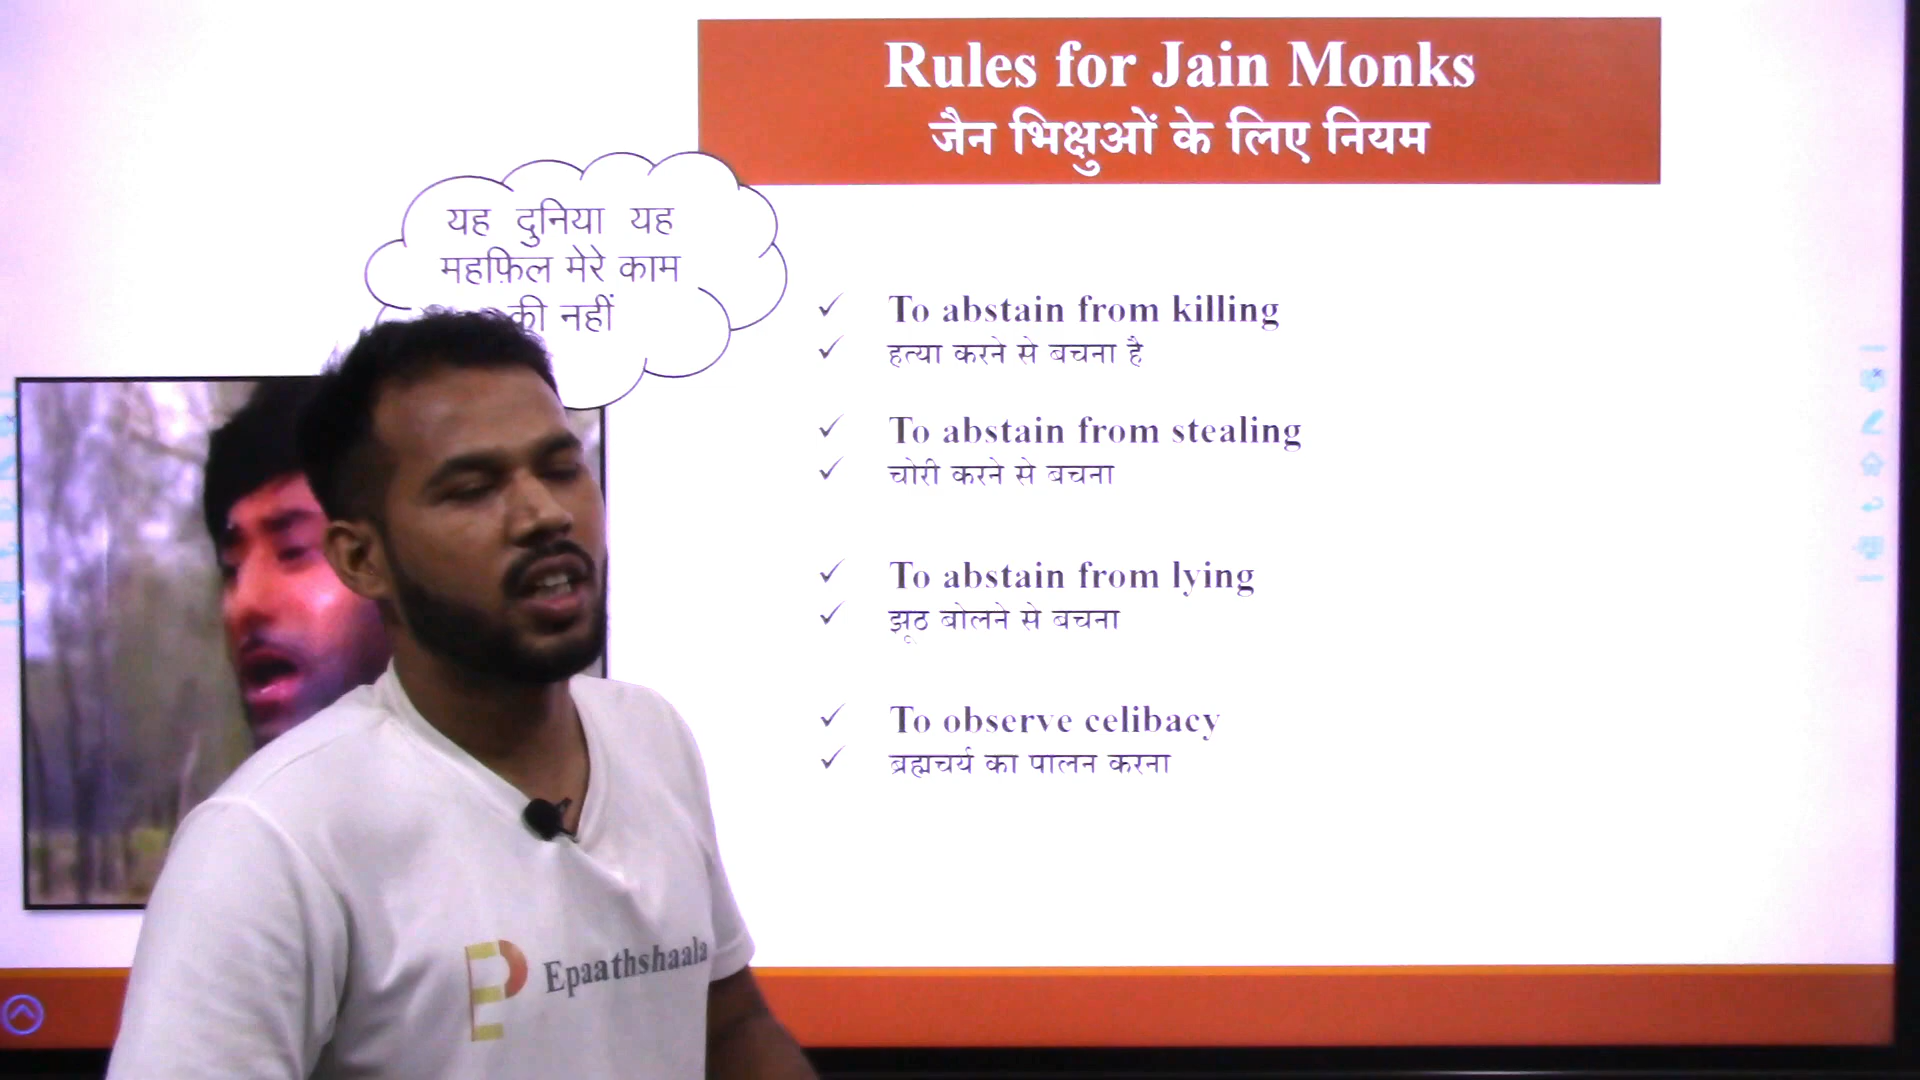 Rules for Jain Monks
जैन भिक्षुओं के लिए नियम
यह दुनिया यह
महफ़िल मेरे काम
की नहीं
To abstain from killing
हत्या करने से बचना है
To abstain from stealing
चोरी करने से बचना
To abstain from lying
झूठ बोलने से बचना
To observe celibacy
ब्रह्मचर्य का पालन करना
Epaathshaala